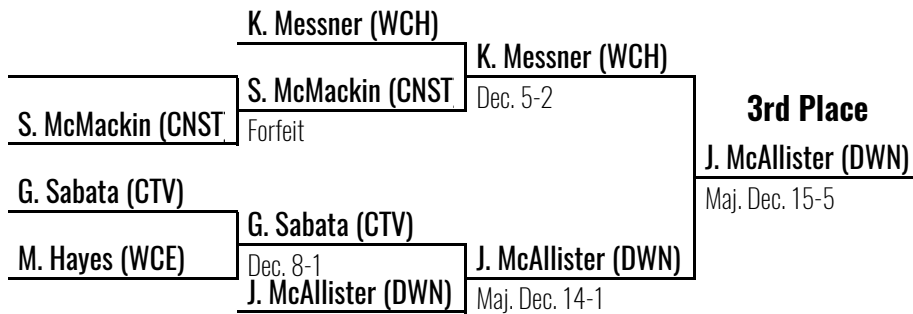 K. Messner (WCH)
K. Messner (WCH)
S. McMackin (CNST
Dec. 5-2
3rd Place
S. McMackin (CNST
Forfeit
J. McAllister (DWN)
G. Sabata (CTV)
Maj. Dec. 15-5
G. Sabata (CTV)
M. Hayes (WCE)
J. McAllister (DWN)
Dec. 8-1
J. McAllister (DWN)
Maj. Dec. 14-1